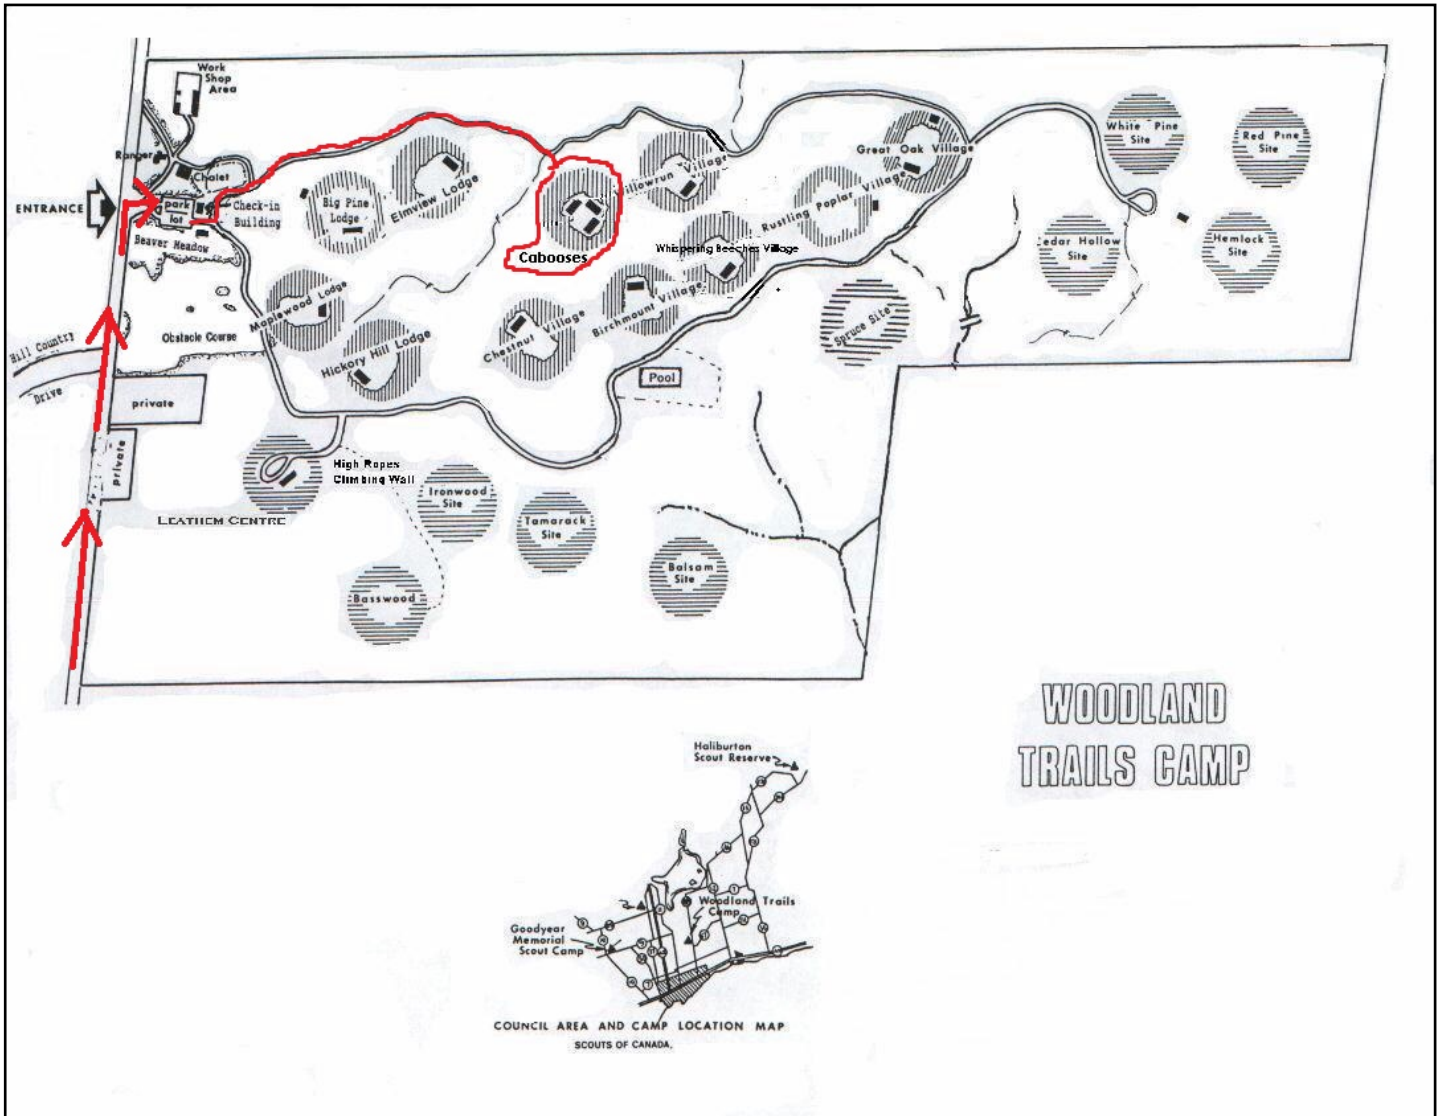 Work
Shop
Area
Ranger
Chalet
ENTRANCE
park
lot
Check-in
Building
Beaver Meadow
Big Pine
Lodge
Elmview Lodge
Cabooses
illowrun Village
Great Oak Village
Rustling Poplar Village
Whispering Beeches Village
White Pine
Site
Red Pine
Site
edar Hollow
Site
Hemlock
Site
Maplewood Lodge
Obstacle Course
Hickory Hill Lodge
Chestnut Village
Birchmount Village
Spruce Site
Hill Country
Drive
private
private
Pool
High Ropes
Climbing Wall
LEATHEM CENTRE
Ironwood
Site
Tamarack
Site
Balsam
Site
Basswood
WOODLAND
TRAILS CAMP
Haliburton
Scout Reserve
Woodland Trails
Camp
Goodyear
Memorial
Scout Camp
COUNCIL AREA AND CAMP LOCATION MAP
SCOUTS OF CANADA.